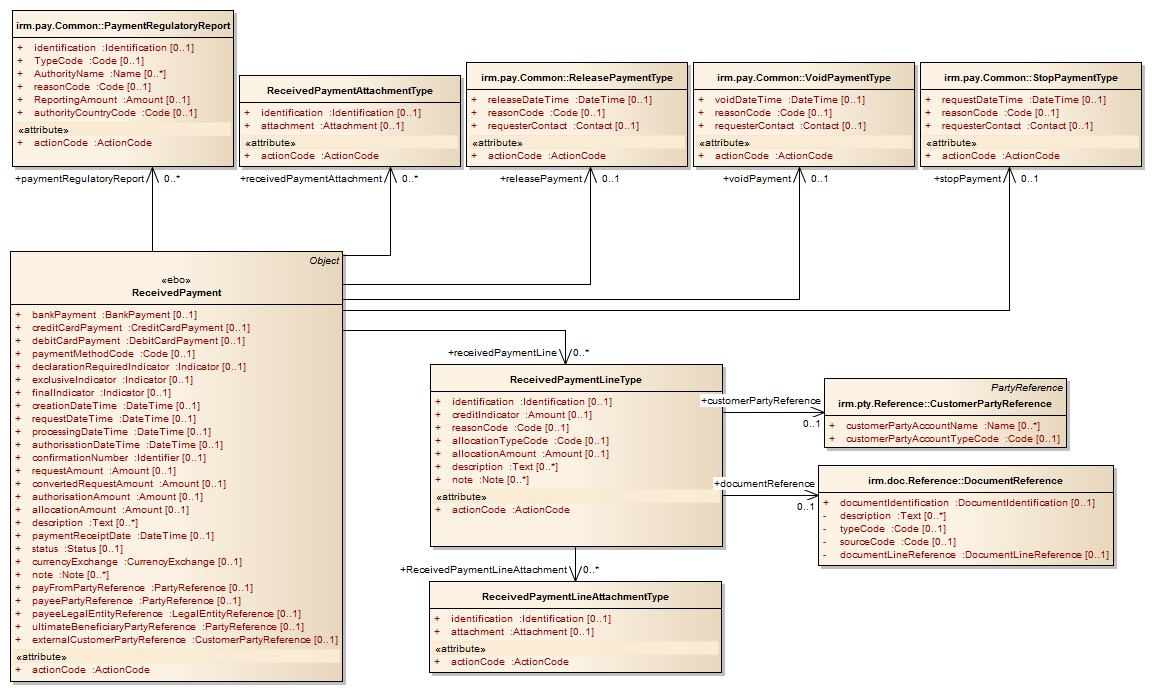 irm.pay.Common::PaymentRegulatoryReport
+ identification :Identification [0..1]
+ TypeCode :Code [0..1]
+ AuthorityName :Name [0..*]
+ reasonCode :Code [0..1]
+ ReportingAmount :Amount [0..1]
+ authorityCountryCode :Code [0..1]
«attribute»
+ actionCode :ActionCode
ReceivedPaymentAttachmentType
+ identification :Identification [0..1]
+ attachment :Attachment [0..1]
«attribute»
+ actionCode :ActionCode
irm.pay.Common::ReleasePaymentType
+ releaseDateTime :DateTime [0..1]
+ reasonCode :Code [0..1]
+ requesterContact :Contact [0..1]
«attribute»
+ actionCode :ActionCode
irm.pay.Common::VoidPaymentType
+ voidDateTime :DateTime [0..1]
+ reasonCode :Code [0..1]
+ requesterContact :Contact [0..1]
«attribute»
+ actionCode :ActionCode
irm.pay.Common::StopPaymentType
+ requestDateTime :DateTime [0..1]
+ reasonCode :Code [0..1]
+ requesterContact :Contact [0..1]
«attribute»
+ actionCode :ActionCode
+paymentRegulatoryReport 0..*
+receivedPaymentAttachment 0..*
+releasePayment 0..1
+voidPayment 0..1
+stopPayment 0..1
Object
«ebo»
ReceivedPayment
+ bankPayment :BankPayment [0..1]
+ creditCardPayment :CreditCardPayment [0..1]
+ debitCardPayment :DebitCardPayment [0..1]
+ paymentMethodCode :Code [0..1]
+ declarationRequiredIndicator :Indicator [0..1]
+ exclusiveIndicator :Indicator [0..1]
+ finalIndicator :Indicator [0..1]
+ creationDateTime :DateTime [0..1]
+ requestDateTime :DateTime [0..1]
+ processingDateTime :DateTime [0..1]
+ authorisationDateTime :DateTime [0..1]
+ confirmationNumber :Identifier [0..1]
+ requestAmount :Amount [0..1]
+ convertedRequestAmount :Amount [0..1]
+ authorisationAmount :Amount [0..1]
+ allocationAmount :Amount [0..1]
+ description :Text [0..*]
+ paymentReceiptDate :DateTime [0..1]
+ status :Status [0..1]
+ currencyExchange :CurrencyExchange [0..1]
+ note :Note [0..*]
+ payFromPartyReference :PartyReference [0..1]
+ payeePartyReference :PartyReference [0..1]
+ payeeLegalEntityReference :LegalEntityReference [0..1]
+ ultimateBeneficiaryPartyReference :PartyReference [0..1]
+ externalCustomerPartyReference :CustomerPartyReference [0..1]
«attribute»
+ actionCode :ActionCode
+receivedPaymentLine 0..*
ReceivedPaymentLineType
+ identification :Identification [0..1]
+ creditIndicator :Amount [0..1]
+ reasonCode :Code [0..1]
+ allocationTypeCode :Code [0..1]
+ allocationAmount :Amount [0..1]
+ description :Text [0..*]
+ note :Note [0..*]
«attribute»
+ actionCode :ActionCode
+customerPartyReference
0..1
PartyReference
irm.pty.Reference::CustomerPartyReference
+ customerPartyAccountName :Name [0..*]
+ customerPartyAccountTypeCode :Code [0..1]
+documentReference
0..1
irm.doc.Reference::DocumentReference
+ documentIdentification :DocumentIdentification [0..1]
- description :Text [0..*]
- typeCode :Code [0..1]
- sourceCode :Code [0..1]
- documentLineReference :DocumentLineReference [0..1]
+ReceivedPaymentLineAttachment 0..*
ReceivedPaymentLineAttachmentType
+ identification :Identification [0..1]
+ attachment :Attachment [0..1]
«attribute»
+ actionCode :ActionCode